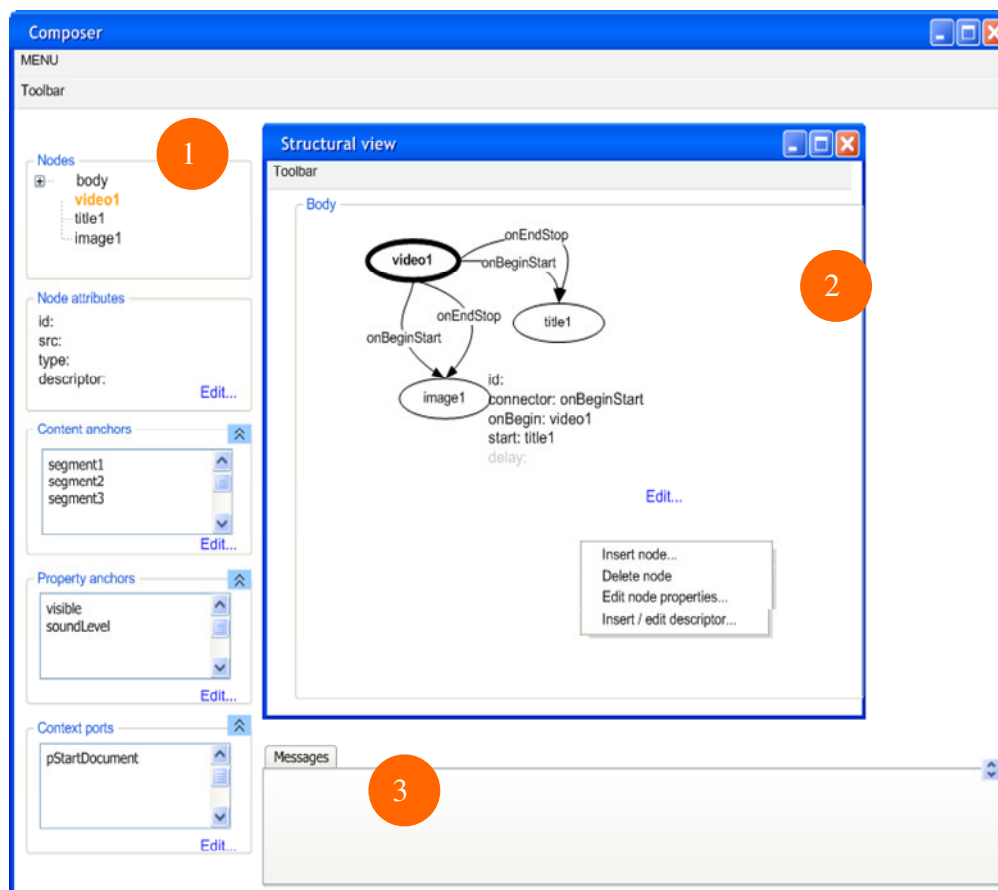 Composer
MENU
Toolbar
1
Nodes
body
video1
title1
image1
Node attributes
id:
src:
type:
descriptor:
Edit...
Content anchors
segment1
segment2
segment3
Edit...
Property anchors
visible
soundLevel
Edit...
Context ports
pStartDocument
Edit...
Structural view
Toolbar
Body
2
video1
onEndStop
onBeginStart
title1
onEndStop
onBeginStart
image1
id:
connector: onBeginStart
onBegin: video1
start: title1
delay:
Edit...
Insert node...
Delete node
Edit node properties...
Insert / edit descriptor...
Messages
3